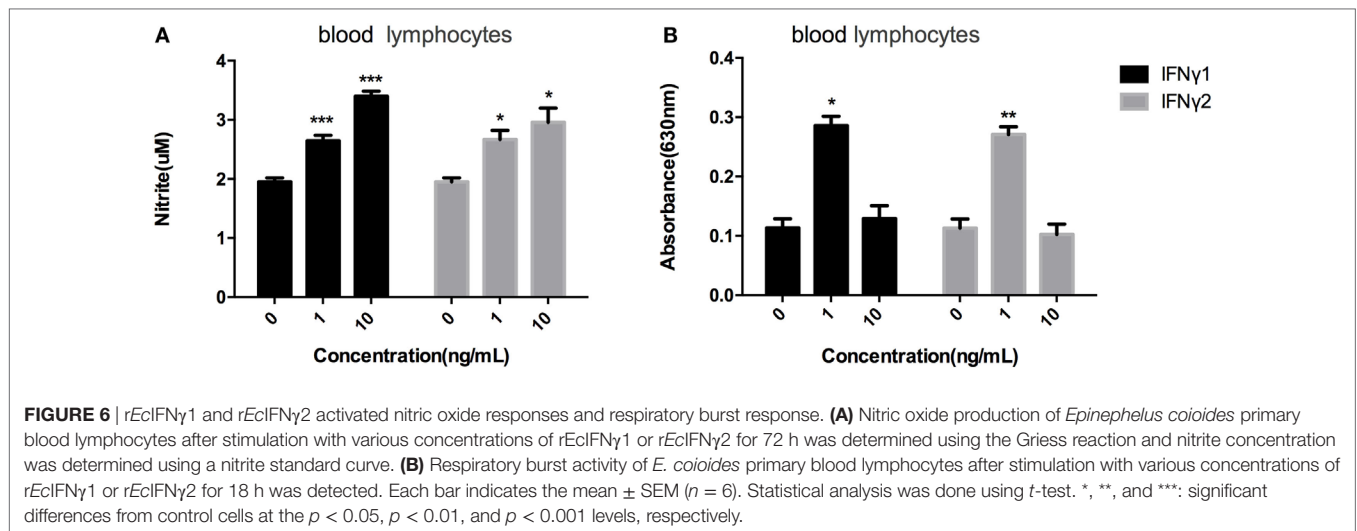 A blood lymphocytes
Nitrite(uM)
4
3
2
1
0
***
***
*
*
0 1 10 0 1 10
Concentration(ng/mL)
B blood lymphocytes
Absorbance(630nm)
0.4
0.3
0.2
0.1
0.0
*
**
0 1 10 0 1 10
Concentration(ng/mL)
IFNγ1
IFNγ2
FIGURE 6 | rEcIFNγ1 and rEcIFNγ2 activated nitric oxide responses and respiratory burst response. (A) Nitric oxide production of Epinephelus coioides primary
blood lymphocytes after stimulation with various concentrations of rEcIFNγ1 or rEcIFNγ2 for 72 h was determined using the Griess reaction and nitrite concentration
was determined using a nitrite standard curve. (B) Respiratory burst activity of E. coioides primary blood lymphocytes after stimulation with various concentrations of
rEcIFNγ1 or rEcIFNγ2 for 18 h was detected. Each bar indicates the mean ± SEM (n = 6). Statistical analysis was done using t-test. *, **, and ***: significant
differences from control cells at the p < 0.05, p < 0.01, and p < 0.001 levels, respectively.